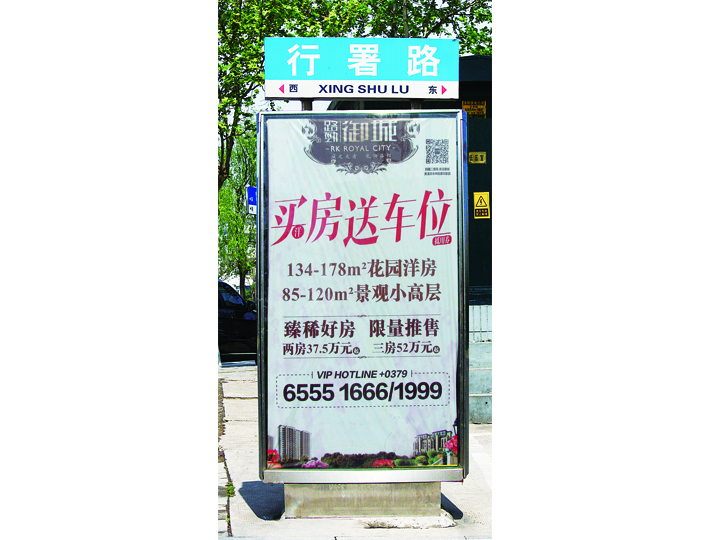 行署路
西 XING SHU LU 东
御城
RK ROYAL CITY
买房送车位
洋
134-178m²花园洋房
85-120m²景观小高层
臻稀好房 限量推售
两房37.5万元起 三房52万元起
VIP HOTLINE +0379
6555 1666/1999